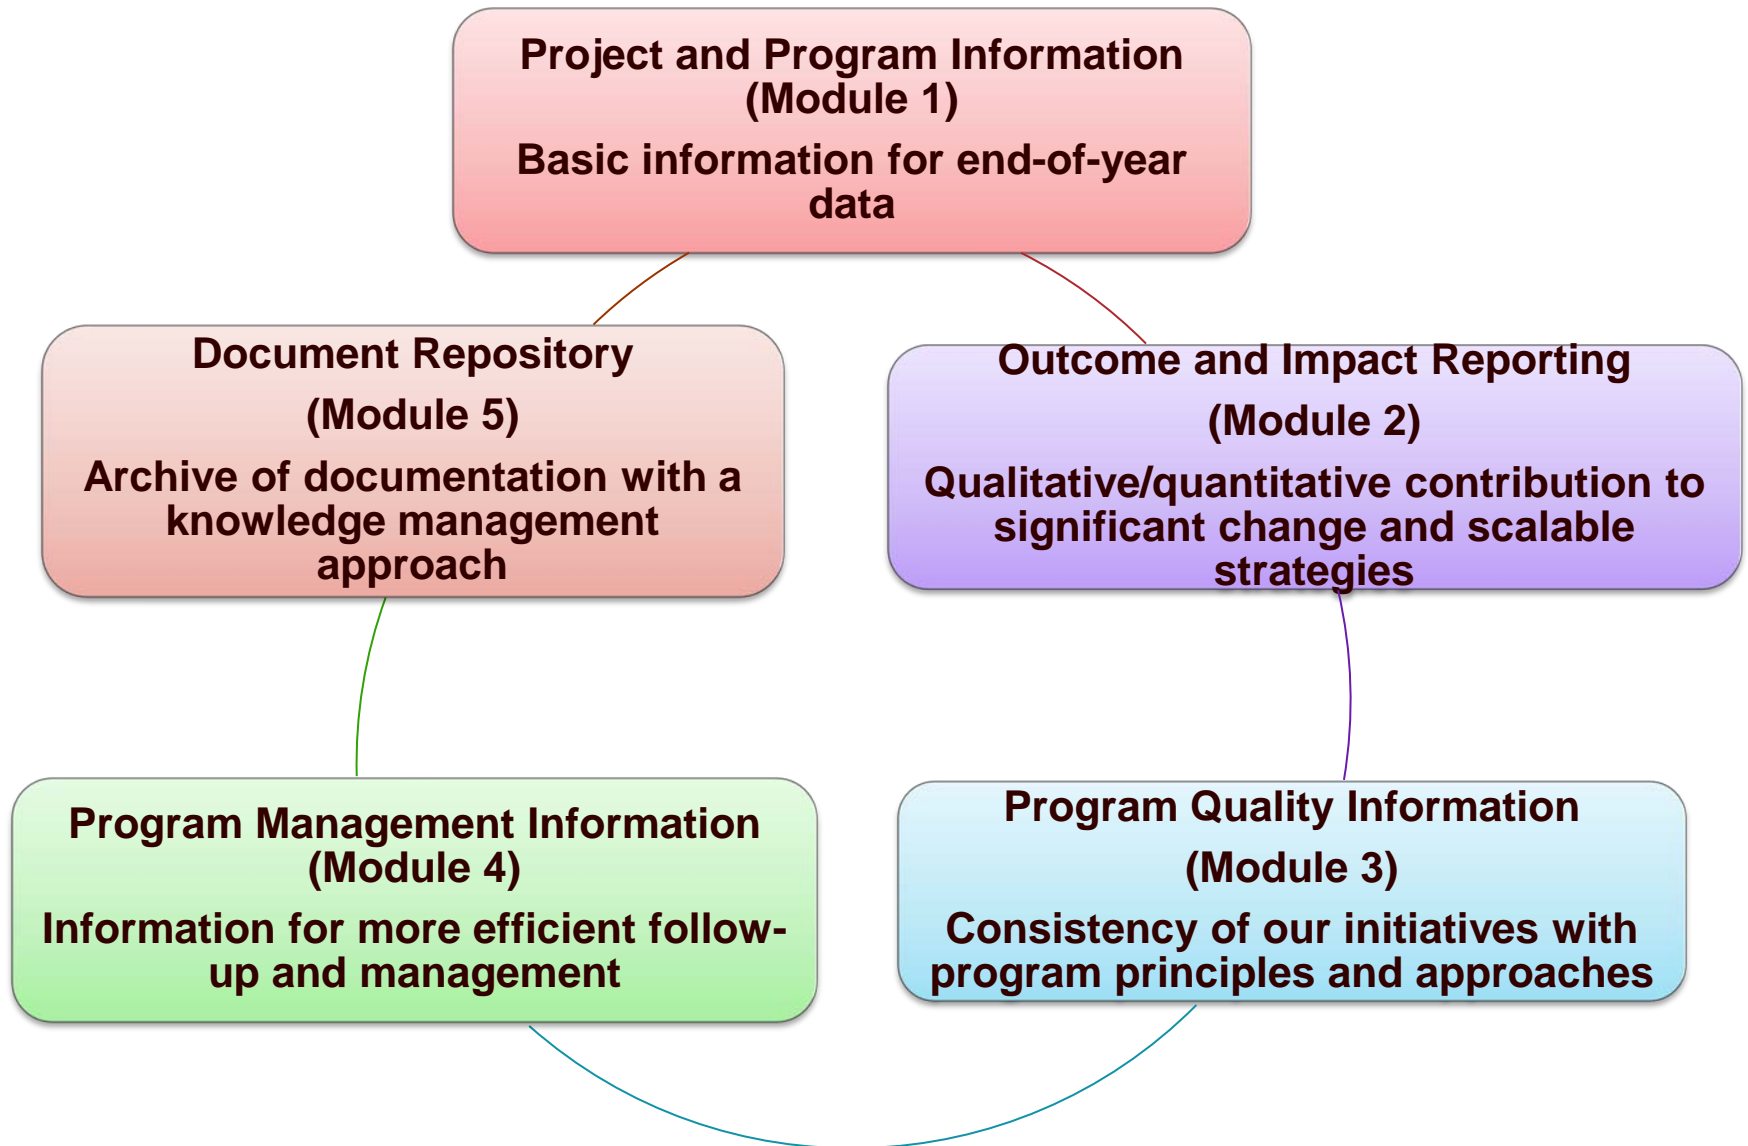 Project and Program Information
(Module 1)
Basic information for end-of-year
data
Document Repository
(Module 5)
Archive of documentation with a
knowledge management
approach
Outcome and Impact Reporting
(Module 2)
Qualitative/quantitative contribution to
significant change and scalable
strategies
Program Management Information
(Module 4)
Information for more efficient follow-
up and management
Program Quality Information
(Module 3)
Consistency of our initiatives with
program principles and approaches